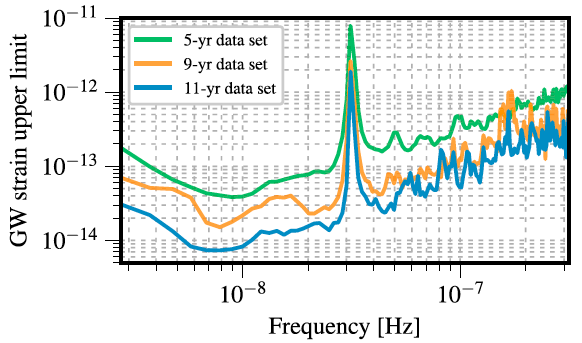 GW strain upper limit
10⁻¹¹
10⁻¹²
10⁻¹³
10⁻¹⁴
5-yr data set
9-yr data set
11-yr data set
10⁻⁸
10⁻⁷
Frequency [Hz]